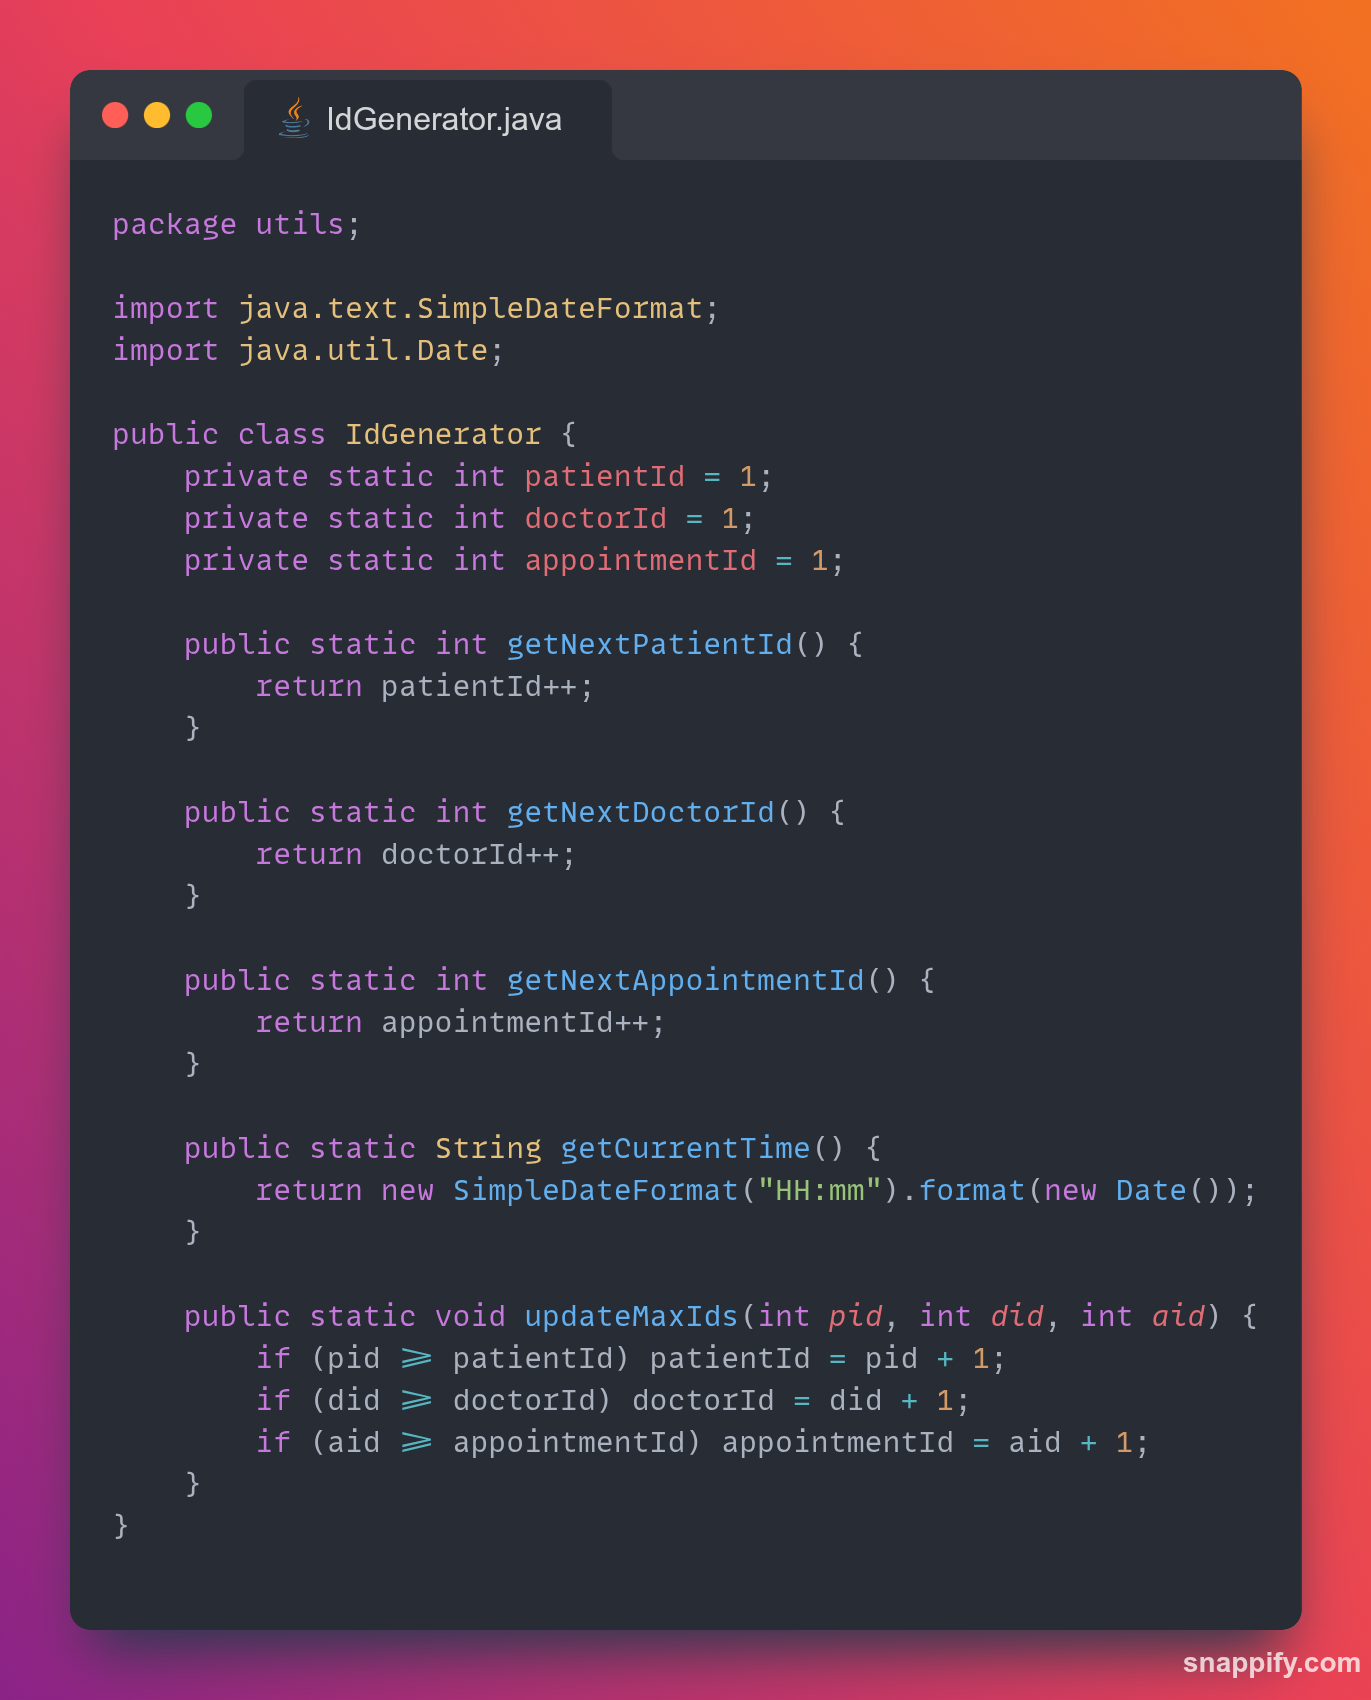 IdGenerator.java
package utils;
import java.text.SimpleDateFormat;
import java.util.Date;
public class IdGenerator {
    private static int patientId = 1;
    private static int doctorId = 1;
    private static int appointmentId = 1;
    public static int getNextPatientId() {
        return patientId++;
    }
    public static int getNextDoctorId() {
        return doctorId++;
    }
    public static int getNextAppointmentId() {
        return appointmentId++;
    }
    public static String getCurrentTime() {
        return new SimpleDateFormat("HH:mm").format(new Date());
    }
    public static void updateMaxIds(int pid, int did, int aid) {
        if (pid >= patientId) patientId = pid + 1;
        if (did >= doctorId) doctorId = did + 1;
        if (aid >= appointmentId) appointmentId = aid + 1;
    }
}
snappify.com